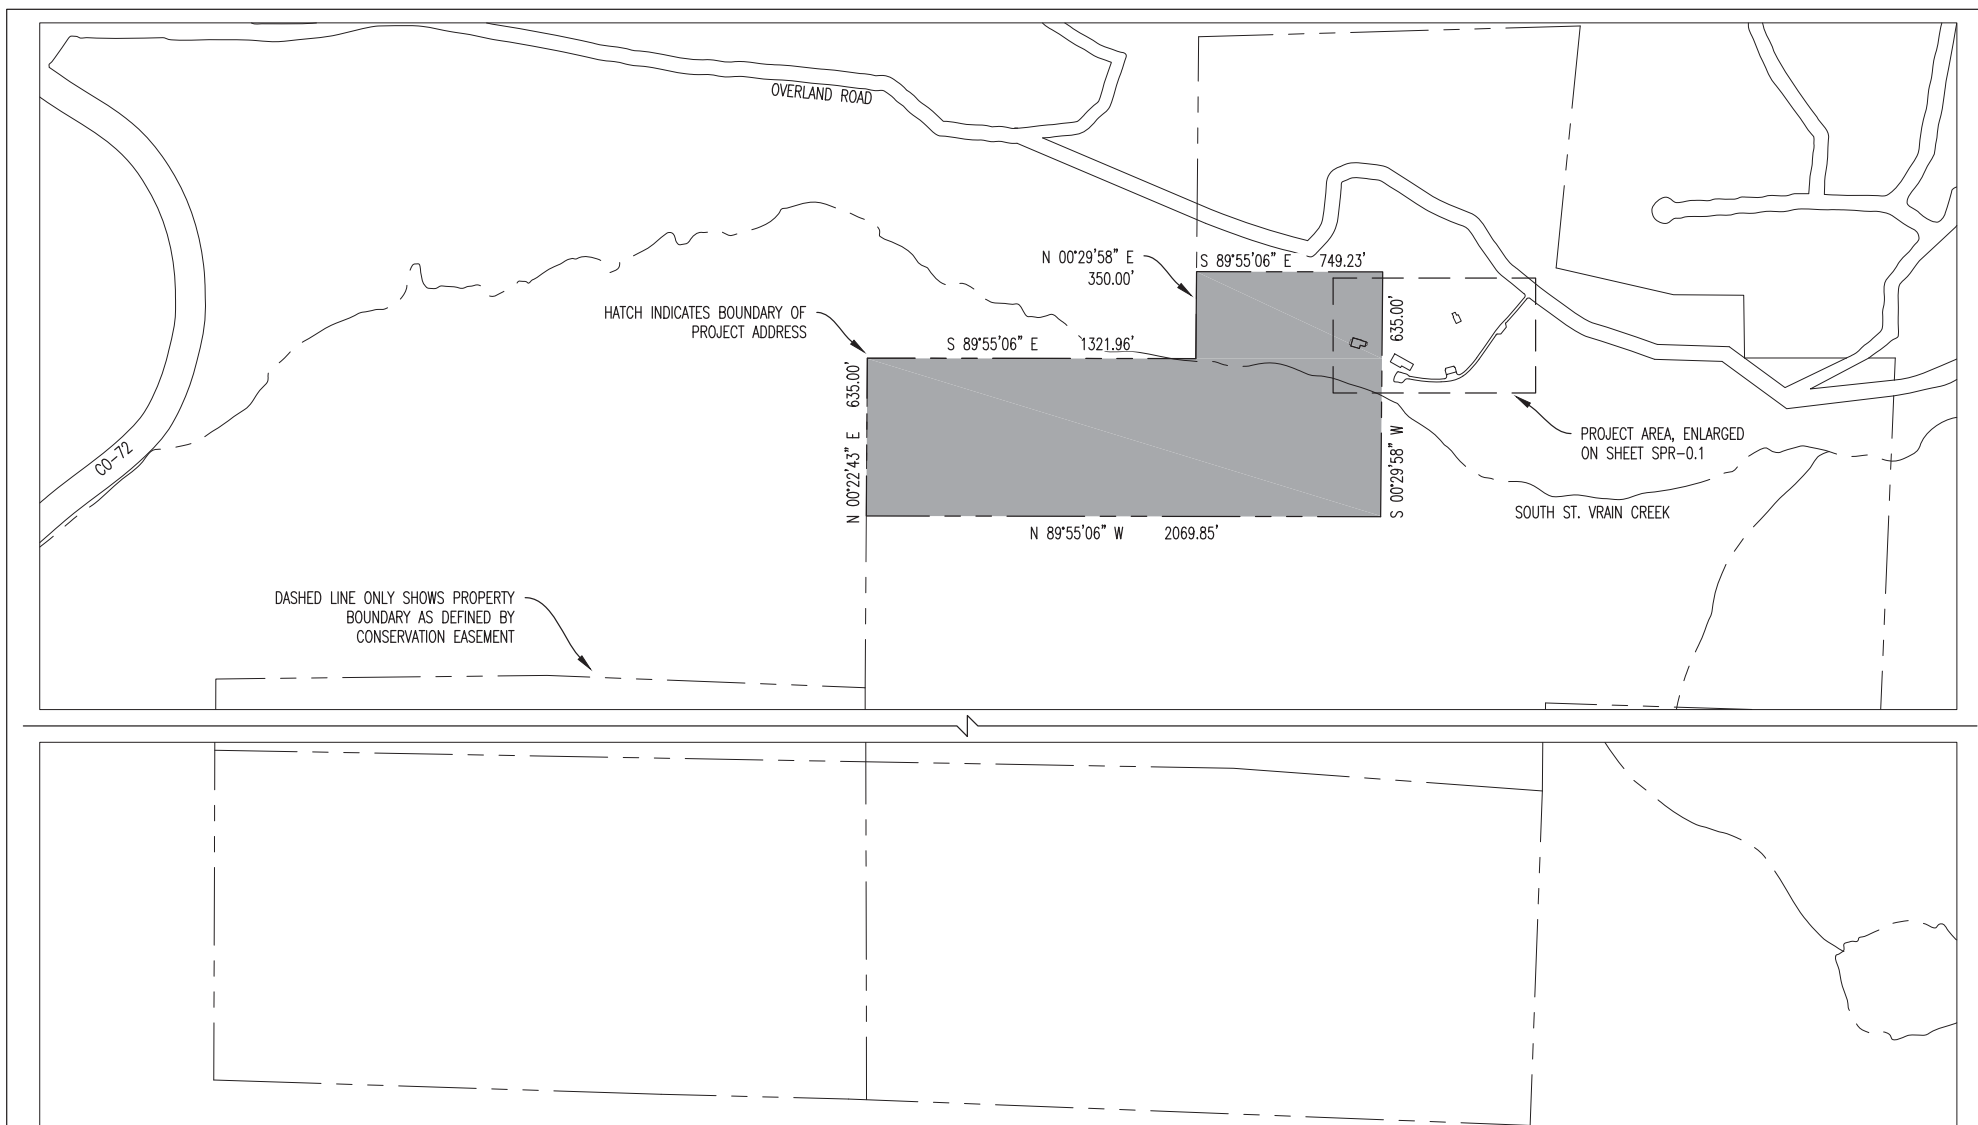 OVERLAND ROAD
N 00°29'58" E
350.00'
S 89°55'06" E 749.23'
HATCH INDICATES BOUNDARY OF
PROJECT ADDRESS
S 89°55'06" E 1321.96'
635.00'
N 00°22'43" E 635.00'
S 00°29'58" W
CO-72
PROJECT AREA, ENLARGED
ON SHEET SPR-0.1
SOUTH ST. VRAIN CREEK
N 89°55'06" W 2069.85'
DASHED LINE ONLY SHOWS PROPERTY
BOUNDARY AS DEFINED BY
CONSERVATION EASEMENT